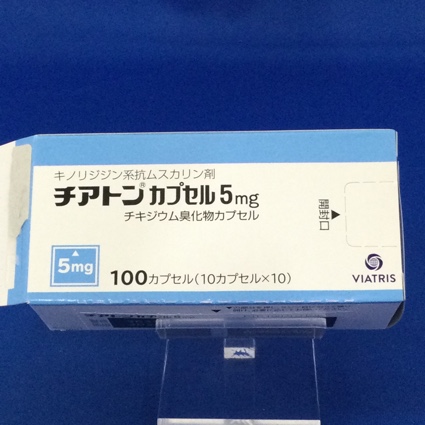 キノリジジン系抗ムスカリン剤
チアトン®カプセル5mg
チキジウム臭化物カプセル
開封口
5mg
100カプセル(10カプセル×10)
VIATRIS